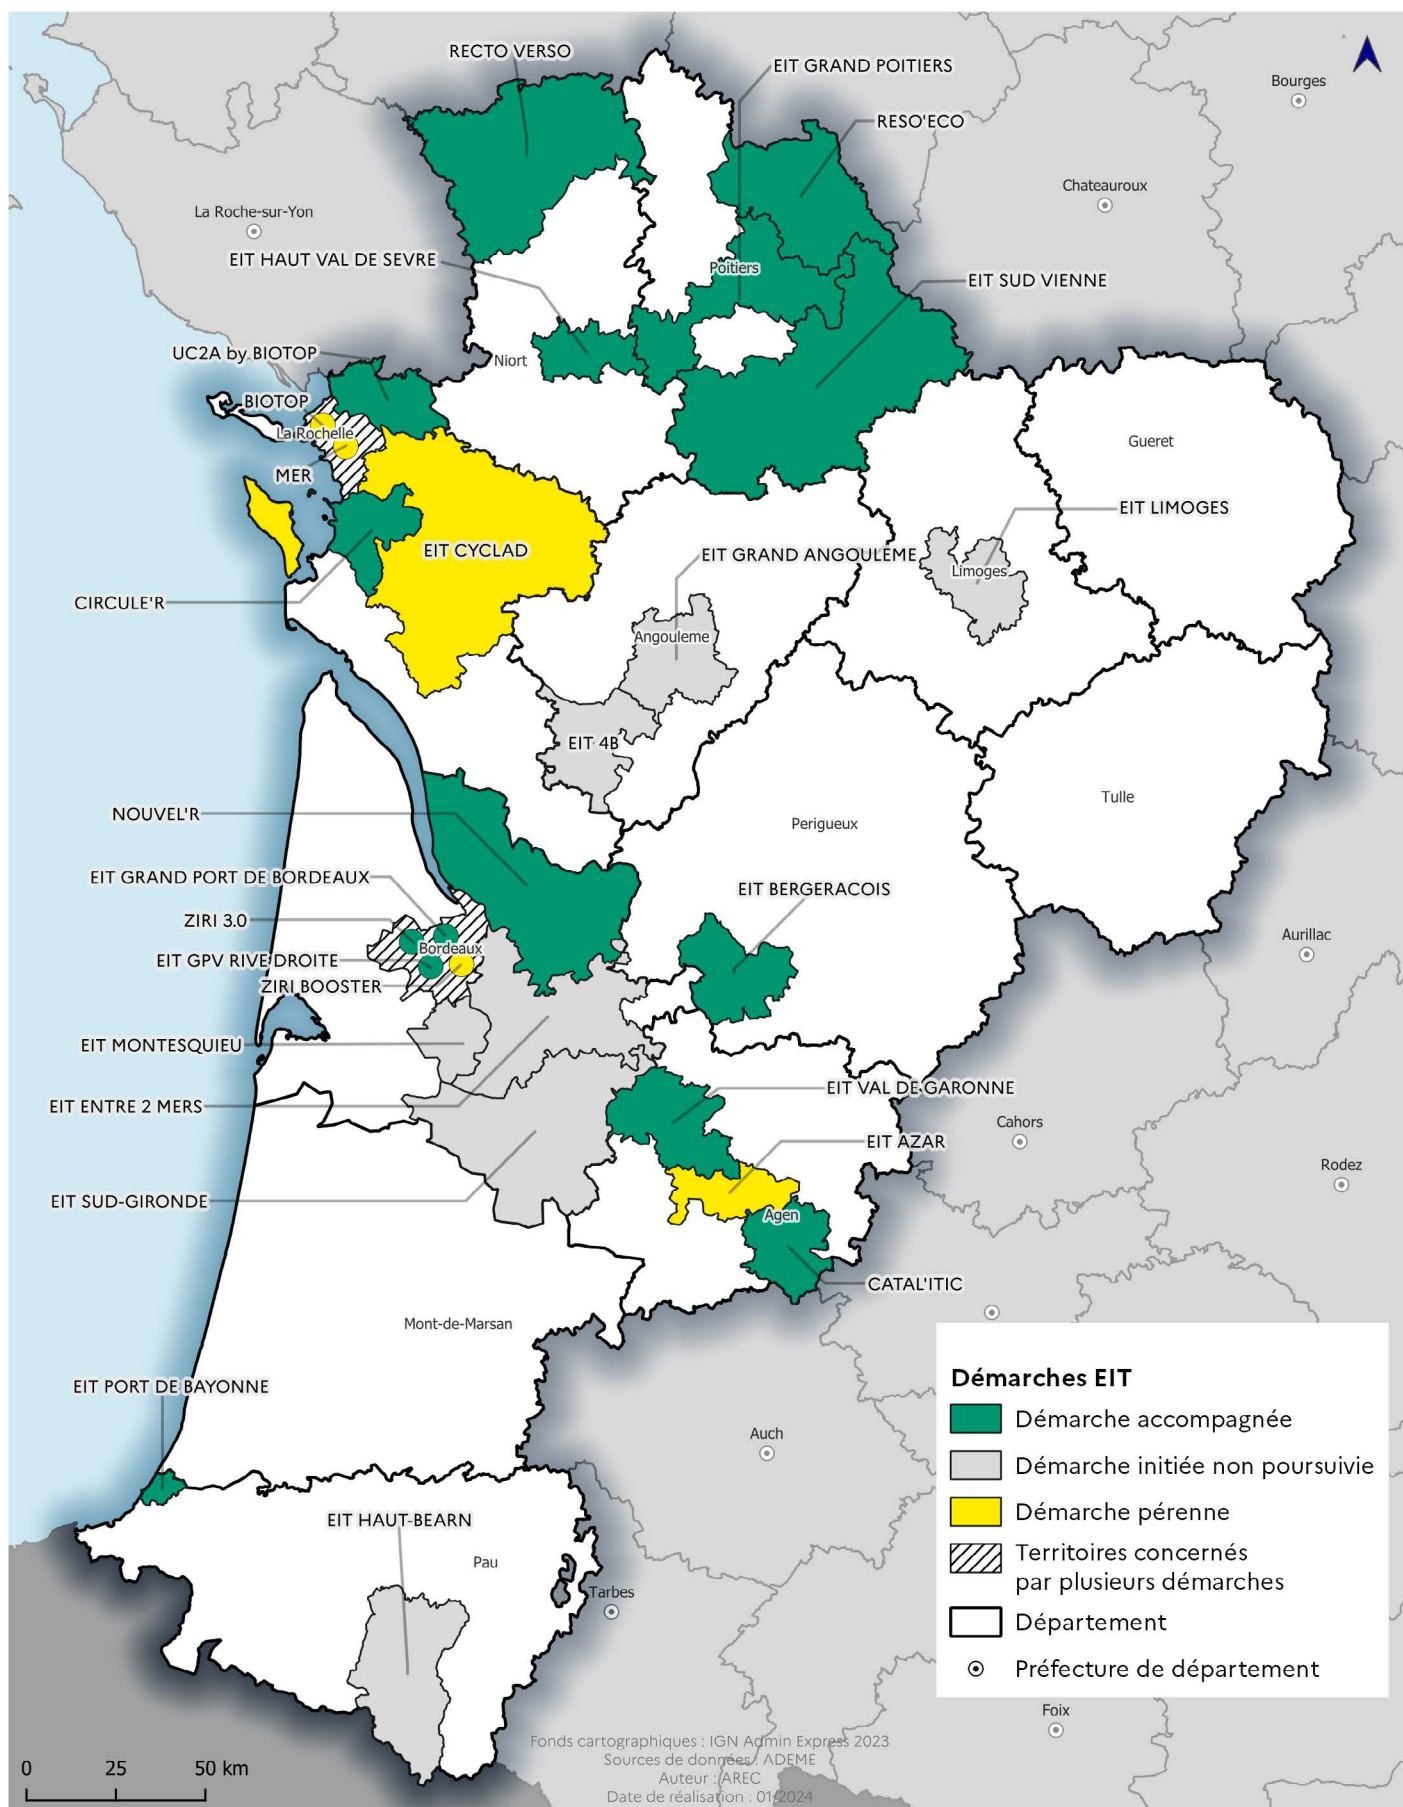 RECTO VERSO
EIT GRAND POITIERS
Bourges
RESO'ECO
Chateauroux
La Roche-sur-Yon
EIT HAUT VAL DE SEVRE
Poitiers
EIT SUD VIENNE
UC2A by BIOTOP
Niort
BIOTOP
La Rochelle
Gueret
MER
EIT LIMOGES
EIT CYCLAD
EIT GRAND ANGOULEME
Limoges
CIRCULE'R
Angouleme
EIT 4B
Tulle
NOUVEL'R
Perigueux
EIT GRAND PORT DE BORDEAUX
EIT BERGERACOIS
ZIRI 3.0
Bordeaux
Aurillac
EIT GPV RIVE DROITE
ZIRI BOOSTER
EIT MONTESQUIEU
EIT VAL DE GARONNE
EIT ENTRE 2 MERS
Cahors
EIT AZAR
Rodez
EIT SUD-GIRONDE
Agen
CATAL'ITIC
Mont-de-Marsan
EIT PORT DE BAYONNE
Auch
EIT HAUT-BEARN
Pau
Tarbes
Démarches EIT
Démarche accompagnée
Démarche initiée non poursuivie
Démarche pérenne
Territoires concernés
par plusieurs démarches
Département
Préfecture de département
Foix
0 25 50 km
Fonds cartographiques : IGN Admin Express 2023
Sources de données : ADEME
Auteur : AREC
Date de réalisation : 01/2024